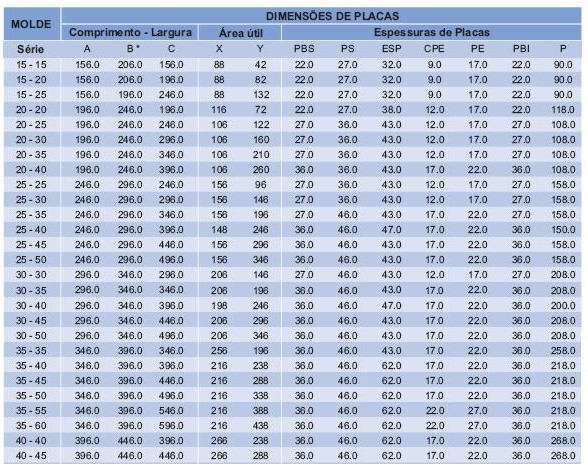 MOLDE DIMENSÕES DE PLACAS
Comprimento - Largura Área útil Espessuras de Placas
Série A B * C X Y PBS PS ESP CPE PE PBI P
15 - 15 156.0 206.0 156.0 88 42 22.0 27.0 32.0 9.0 17.0 22.0 90.0
15 - 20 156.0 206.0 196.0 88 82 22.0 27.0 32.0 9.0 17.0 22.0 90.0
15 - 25 156.0 196.0 246.0 88 132 22.0 27.0 32.0 9.0 17.0 22.0 90.0
20 - 20 196.0 246.0 196.0 116 72 22.0 27.0 38.0 12.0 17.0 22.0 118.0
20 - 25 196.0 246.0 246.0 106 122 27.0 36.0 43.0 12.0 17.0 27.0 108.0
20 - 30 196.0 246.0 296.0 106 160 27.0 36.0 43.0 12.0 17.0 27.0 108.0
20 - 35 196.0 246.0 346.0 106 210 27.0 36.0 43.0 12.0 17.0 27.0 108.0
20 - 40 196.0 246.0 396.0 106 260 36.0 36.0 43.0 17.0 22.0 36.0 108.0
25 - 25 246.0 296.0 246.0 156 96 27.0 36.0 43.0 12.0 17.0 27.0 158.0
25 - 30 246.0 296.0 296.0 156 146 27.0 36.0 43.0 12.0 17.0 27.0 158.0
25 - 35 246.0 296.0 346.0 156 196 27.0 46.0 43.0 17.0 22.0 27.0 158.0
25 - 40 246.0 296.0 396.0 148 246 36.0 46.0 47.0 17.0 22.0 36.0 150.0
25 - 45 246.0 296.0 446.0 156 296 36.0 46.0 43.0 17.0 22.0 36.0 158.0
25 - 50 246.0 296.0 496.0 156 346 36.0 46.0 43.0 17.0 22.0 36.0 158.0
30 - 30 296.0 346.0 296.0 206 146 27.0 46.0 43.0 12.0 17.0 27.0 208.0
30 - 35 296.0 346.0 346.0 206 196 36.0 46.0 43.0 17.0 22.0 36.0 208.0
30 - 40 296.0 346.0 396.0 198 246 36.0 46.0 47.0 17.0 22.0 36.0 200.0
30 - 45 296.0 346.0 446.0 206 296 36.0 46.0 43.0 17.0 22.0 36.0 208.0
30 - 50 296.0 346.0 496.0 206 346 36.0 46.0 43.0 17.0 22.0 36.0 208.0
35 - 35 346.0 396.0 346.0 256 196 36.0 46.0 43.0 17.0 22.0 36.0 258.0
35 - 40 346.0 396.0 396.0 216 238 36.0 46.0 62.0 17.0 22.0 36.0 218.0
35 - 45 346.0 396.0 446.0 216 288 36.0 46.0 62.0 17.0 22.0 36.0 218.0
35 - 50 346.0 396.0 496.0 216 338 36.0 46.0 62.0 17.0 22.0 36.0 218.0
35 - 55 346.0 396.0 546.0 216 388 36.0 46.0 62.0 22.0 27.0 36.0 218.0
35 - 60 346.0 396.0 596.0 216 438 36.0 46.0 62.0 22.0 27.0 36.0 218.0
40 - 40 396.0 446.0 396.0 266 238 36.0 46.0 62.0 17.0 22.0 36.0 268.0
40 - 45 396.0 446.0 446.0 266 288 36.0 46.0 62.0 17.0 22.0 36.0 268.0